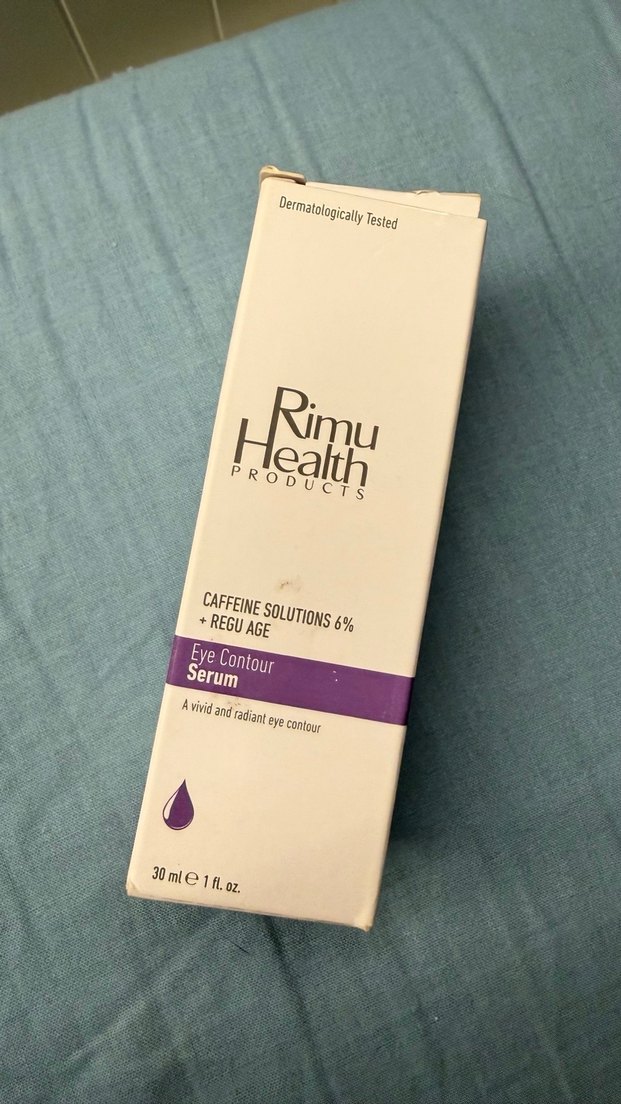 Dermatologically Tested
Rimu
Health
PRODUCTS
CAFFEINE SOLUTIONS 6%
+ REGU AGE
Eye Contour
Serum
A vivid and radiant eye contour
30 ml ℮ 1 fl. oz.